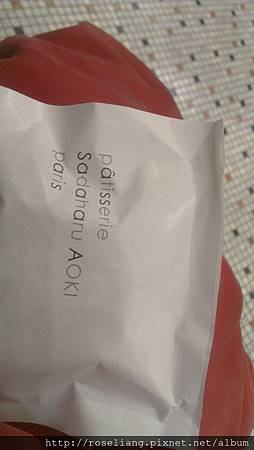 pâtisserie
Sadaharu AOKI
paris
http://roseliang.pixnet.net/album